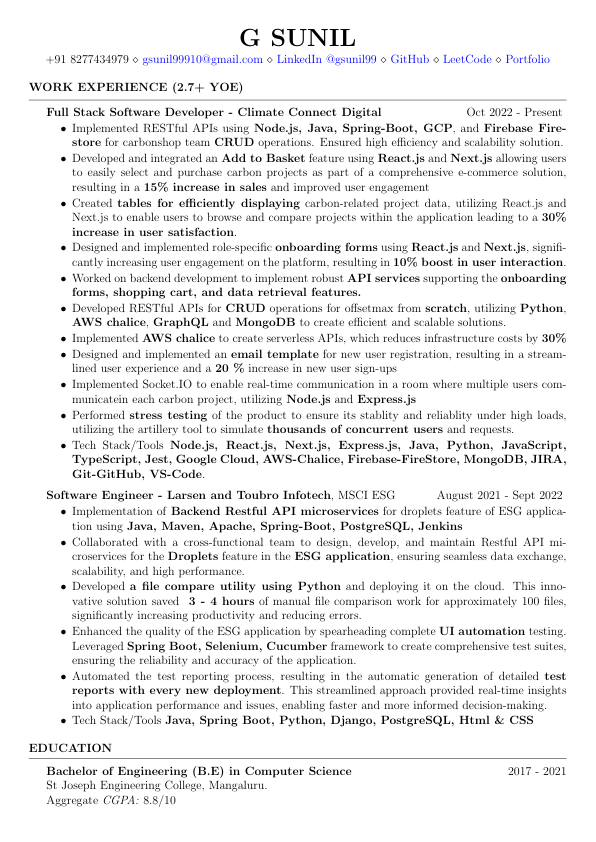 G SUNIL
+91 8277434979 ⋄ gsunil99910@gmail.com ⋄ LinkedIn @gsunil99 ⋄ GitHub ⋄ LeetCode ⋄ Portfolio
WORK EXPERIENCE (2.7+ YOE)
Full Stack Software Developer - Climate Connect Digital Oct 2022 - Present
• Implemented RESTful APIs using Node.js, Java, Spring-Boot, GCP, and Firebase Fire-
store for carbonshop team CRUD operations. Ensured high efficiency and scalability solution.
• Developed and integrated an Add to Basket feature using React.js and Next.js allowing users
to easily select and purchase carbon projects as part of a comprehensive e-commerce solution,
resulting in a 15% increase in sales and improved user engagement
• Created tables for efficiently displaying carbon-related project data, utilizing React.js and
Next.js to enable users to browse and compare projects within the application leading to a 30%
increase in user satisfaction.
• Designed and implemented role-specific onboarding forms using React.js and Next.js, signifi-
cantly increasing user engagement on the platform, resulting in 10% boost in user interaction.
• Worked on backend development to implement robust API services supporting the onboarding
forms, shopping cart, and data retrieval features.
• Developed RESTful APIs for CRUD operations for offsetmax from scratch, utilizing Python,
AWS chalice, GraphQL and MongoDB to create efficient and scalable solutions.
• Implemented AWS chalice to create serverless APIs, which reduces infrastructure costs by 30%
• Designed and implemented an email template for new user registration, resulting in a stream-
lined user experience and a 20 % increase in new user sign-ups
• Implemented Socket.IO to enable real-time communication in a room where multiple users com-
municatein each carbon project, utilizing Node.js and Express.js
• Performed stress testing of the product to ensure its stablity and reliablity under high loads,
utilizing the artillery tool to simulate thousands of concurrent users and requests.
• Tech Stack/Tools Node.js, React.js, Next.js, Express.js, Java, Python, JavaScript,
TypeScript, Jest, Google Cloud, AWS-Chalice, Firebase-FireStore, MongoDB, JIRA,
Git-GitHub, VS-Code.
Software Engineer - Larsen and Toubro Infotech, MSCI ESG August 2021 - Sept 2022
• Implementation of Backend Restful API microservices for droplets feature of ESG applica-
tion using Java, Maven, Apache, Spring-Boot, PostgreSQL, Jenkins
• Collaborated with a cross-functional team to design, develop, and maintain Restful API mi-
croservices for the Droplets feature in the ESG application, ensuring seamless data exchange,
scalability, and high performance.
• Developed a file compare utility using Python and deploying it on the cloud. This inno-
vative solution saved 3 - 4 hours of manual file comparison work for approximately 100 files,
significantly increasing productivity and reducing errors.
• Enhanced the quality of the ESG application by spearheading complete UI automation testing.
Leveraged Spring Boot, Selenium, Cucumber framework to create comprehensive test suites,
ensuring the reliability and accuracy of the application.
• Automated the test reporting process, resulting in the automatic generation of detailed test
reports with every new deployment. This streamlined approach provided real-time insights
into application performance and issues, enabling faster and more informed decision-making.
• Tech Stack/Tools Java, Spring Boot, Python, Django, PostgreSQL, Html & CSS
EDUCATION
Bachelor of Engineering (B.E) in Computer Science 2017 - 2021
St Joseph Engineering College, Mangaluru.
Aggregate CGPA: 8.8/10